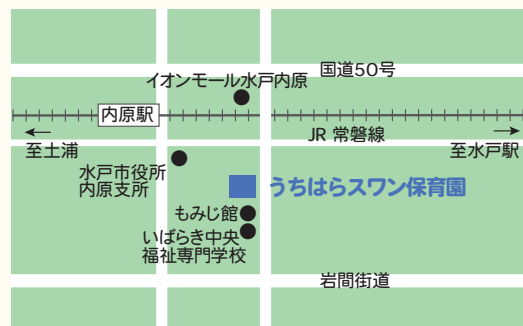 国道50号
イオンモール水戸内原
内原駅
JR 常磐線
至土浦
至水戸駅
水戸市役所
内原支所
うちはらスワン保育園
もみじ館
いばらき中央
福祉専門学校
岩間街道